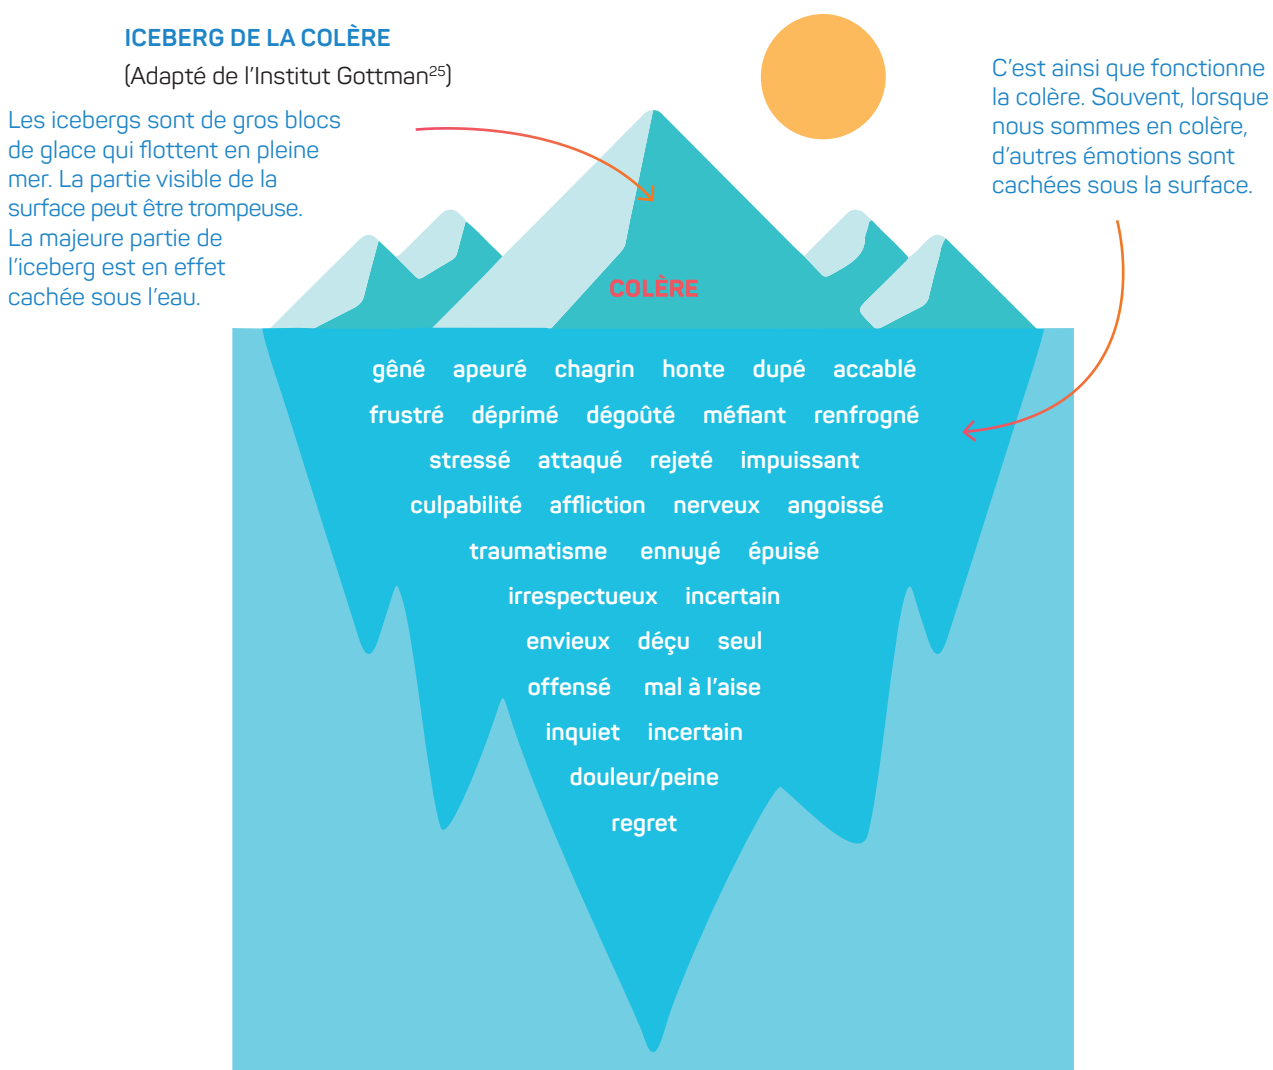 ICEBERG DE LA COLÈRE
(Adapté de l'Institut Gottman²⁵)
Les icebergs sont de gros blocs
de glace qui flottent en pleine
mer. La partie visible de la
surface peut être trompeuse.
La majeure partie de
l'iceberg est en effet
cachée sous l'eau.
C'est ainsi que fonctionne
la colère. Souvent, lorsque
nous sommes en colère,
d'autres émotions sont
cachées sous la surface.
COLÈRE
gêné apeuré chagrin honte dupé accablé
frustré déprimé dégoûté méfiant renfrogné
stressé attaqué rejeté impuissant
culpabilité affliction nerveux angoissé
traumatisme ennuyé épuisé
irrespectueux incertain
envieux déçu seul
offensé mal à l'aise
inquiet incertain
douleur/peine
regret